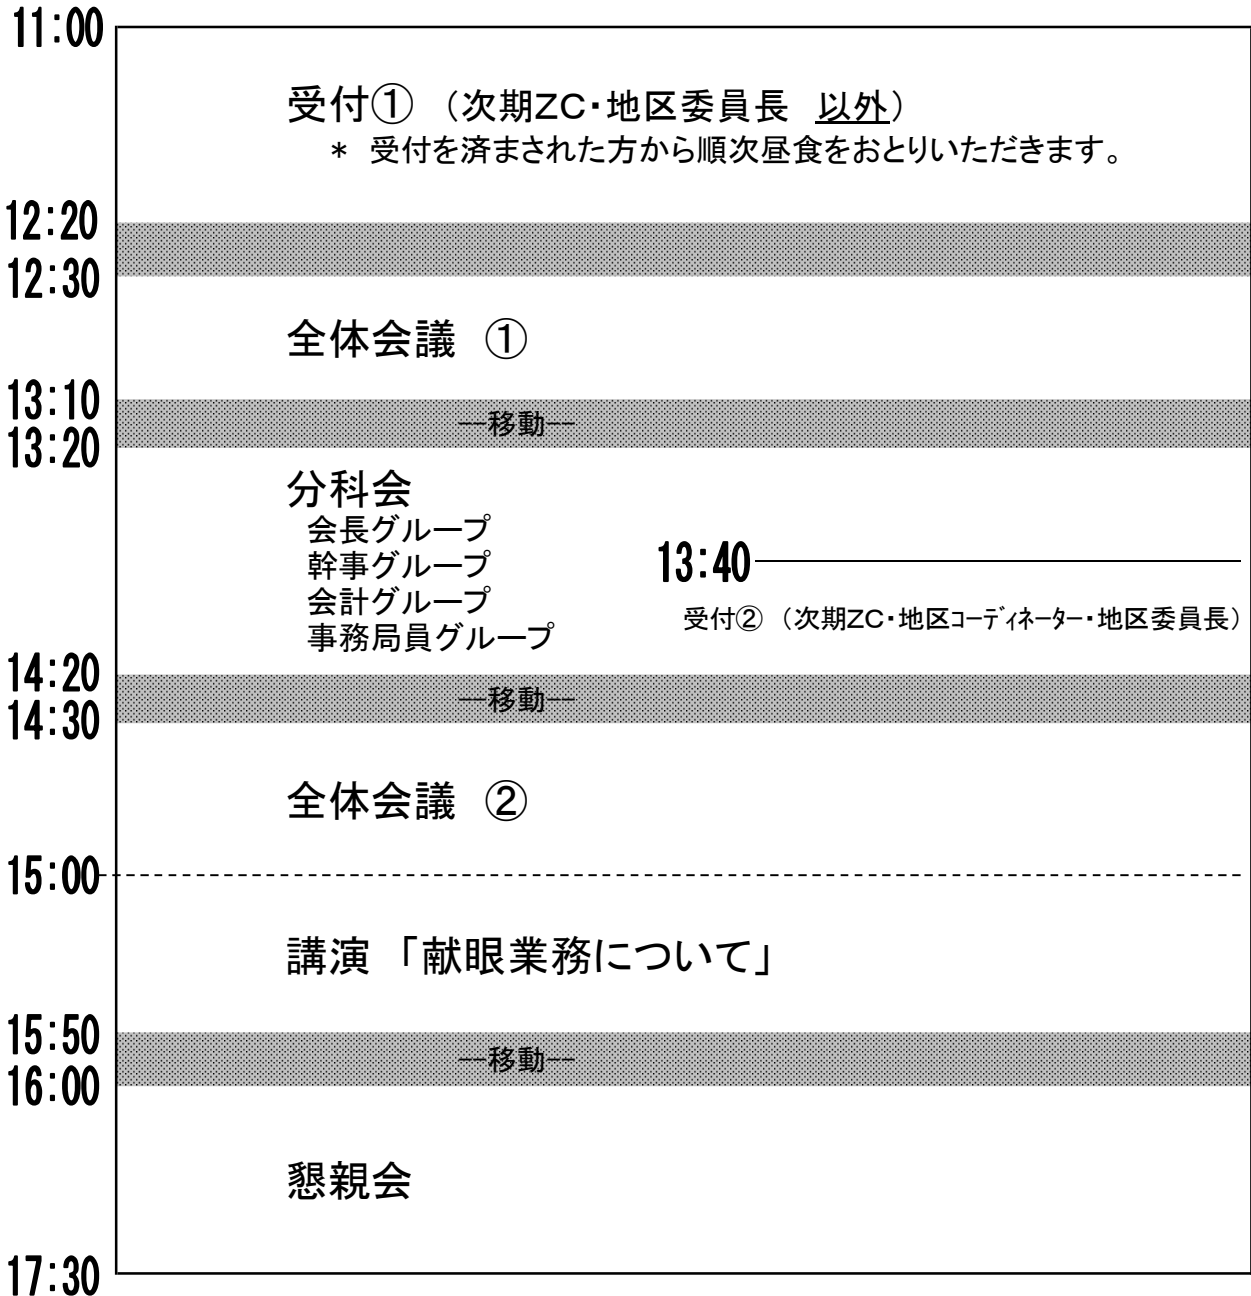 11:00
受付① (次期ZC・地区委員長 以外)
* 受付を済まされた方から順次昼食をおとりいただきます。
12:20
12:30
全体会議 ①
13:10
--移動--
13:20
分科会
会長グループ
幹事グループ
会計グループ
事務局員グループ
13:40
受付② (次期ZC・地区ｺｰﾃﾞｨﾈｰﾀｰ・地区委員長)
14:20
--移動--
14:30
全体会議 ②
15:00
講演 「献眼業務について」
15:50
--移動--
16:00
懇親会
17:30